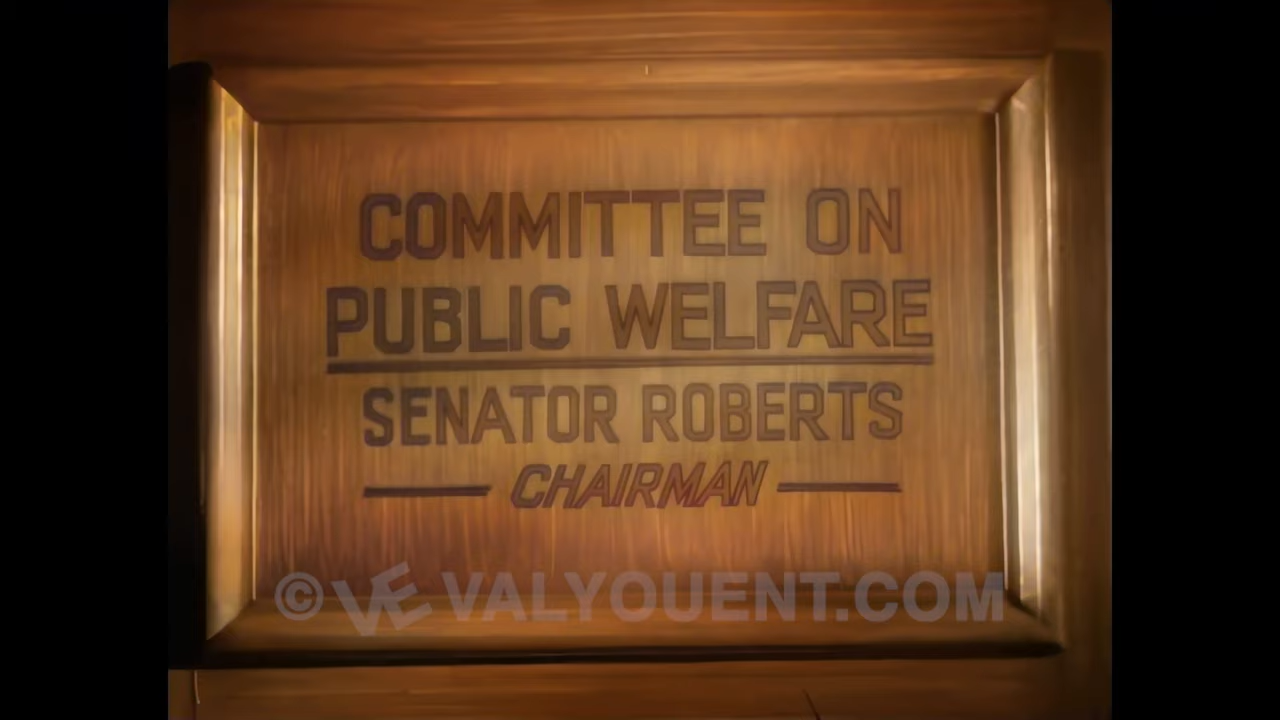 COMMITTEE ON
PUBLIC WELFARE
SENATOR ROBERTS
CHAIRMAN
© VE VALYOUENT.COM